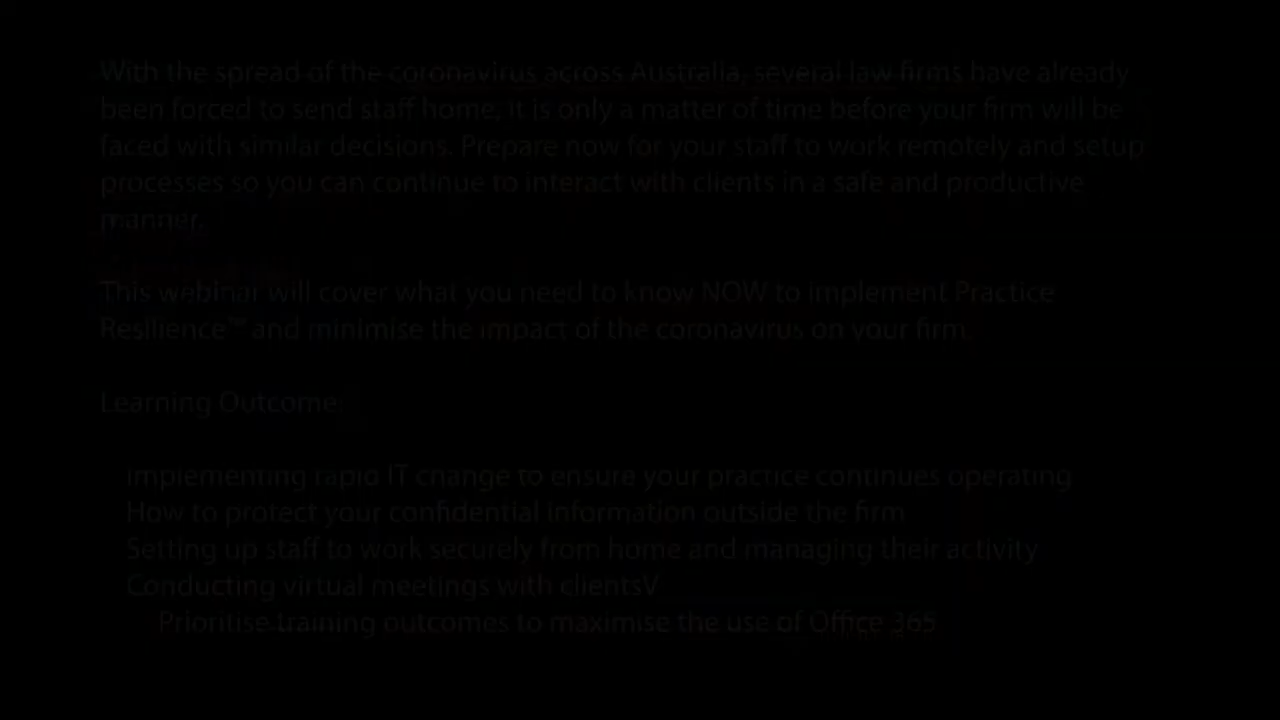 With the spread of the coronavirus across Australia, several law firms have already
been forced to send staff home. It is only a matter of time before your firm will be
faced with similar decisions. Prepare now for your staff to work remotely and setup
processes so you can continue to interact with clients in a safe and productive
manner.
This webinar will cover what you need to know NOW to implement Practice
Resilience™ and minimise the impact of the coronavirus on your firm.
Learning Outcome:
Implementing rapid IT change to ensure your practice continues operating
How to protect your confidential information outside the firm
Setting up staff to work securely from home and managing their activity
Conducting virtual meetings with clientsV
Prioritise training outcomes to maximise the use of Office 365